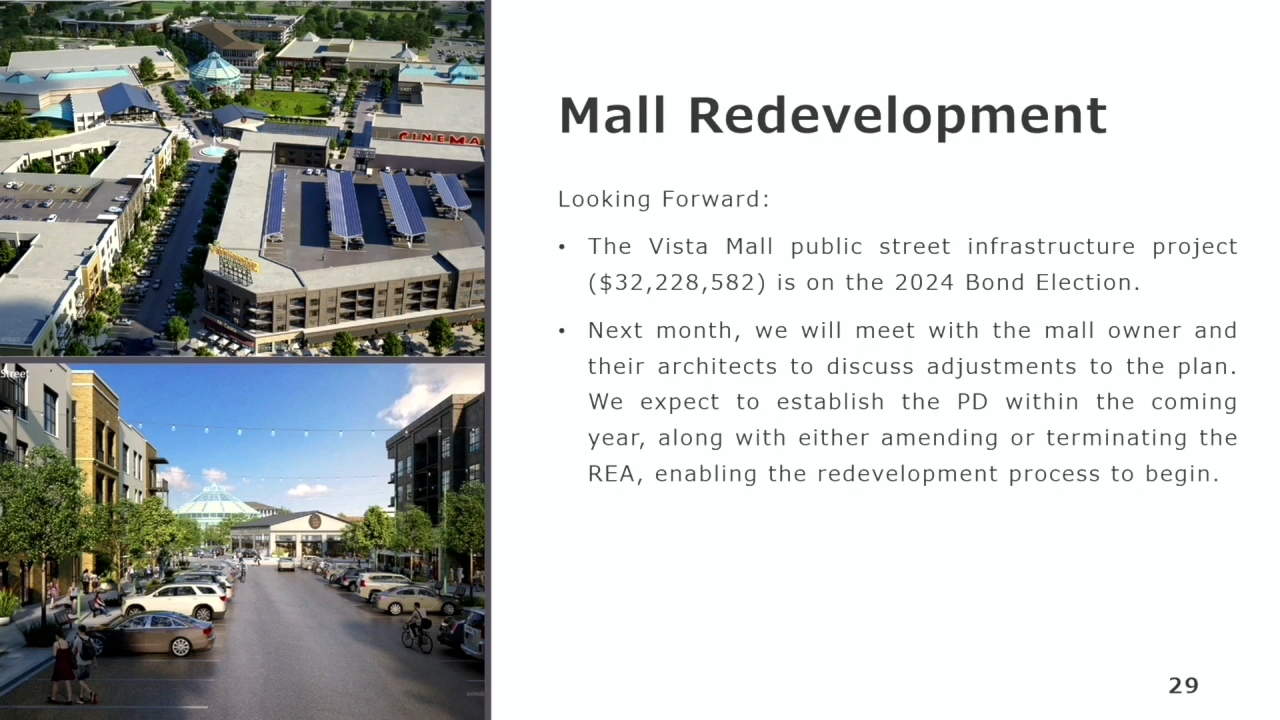 CINEMA
Street
Mall Redevelopment
Looking Forward:
• The Vista Mall public street infrastructure project
($32,228,582) is on the 2024 Bond Election.
• Next month, we will meet with the mall owner and
their architects to discuss adjustments to the plan.
We expect to establish the PD within the coming
year, along with either amending or terminating the
REA, enabling the redevelopment process to begin.
29